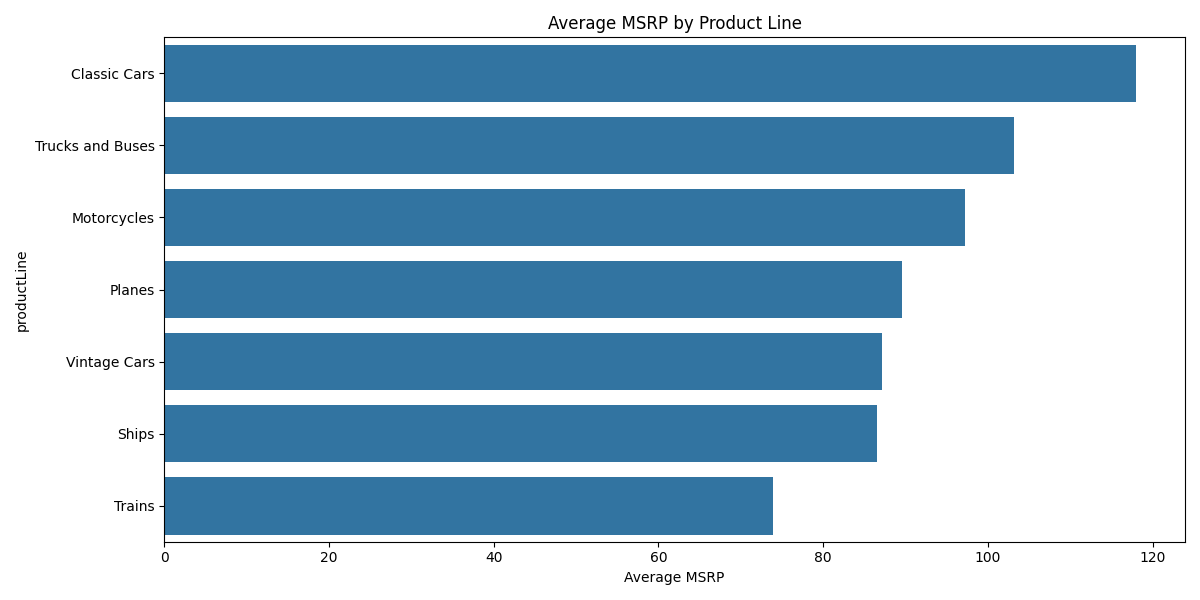 Average MSRP by Product Line
productLine
Classic Cars
Trucks and Buses
Motorcycles
Planes
Vintage Cars
Ships
Trains
0 20 40 60 80 100 120
Average MSRP